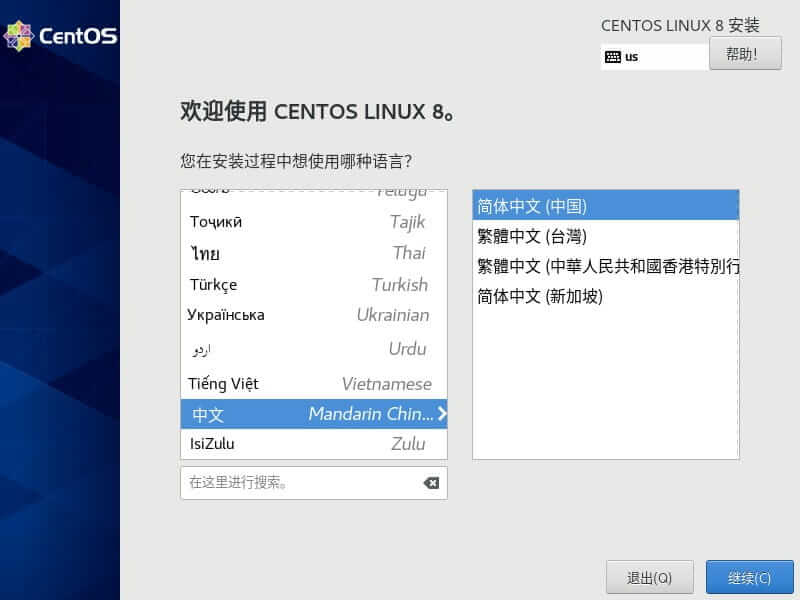 CentOS
CENTOS LINUX 8 安装
us
帮助！
欢迎使用 CENTOS LINUX 8。
您在安装过程中想使用哪种语言？
Telugu
Тоҷикӣ Tajik
ไทย Thai
Türkçe Turkish
Українська Ukrainian
اردو Urdu
Tiếng Việt Vietnamese
中文 Mandarin Chin...
IsiZulu Zulu
简体中文 (中国)
繁體中文 (台灣)
繁體中文 (中華人民共和國香港特別行
简体中文 (新加坡)
在这里进行搜索。
退出(Q)
继续(C)